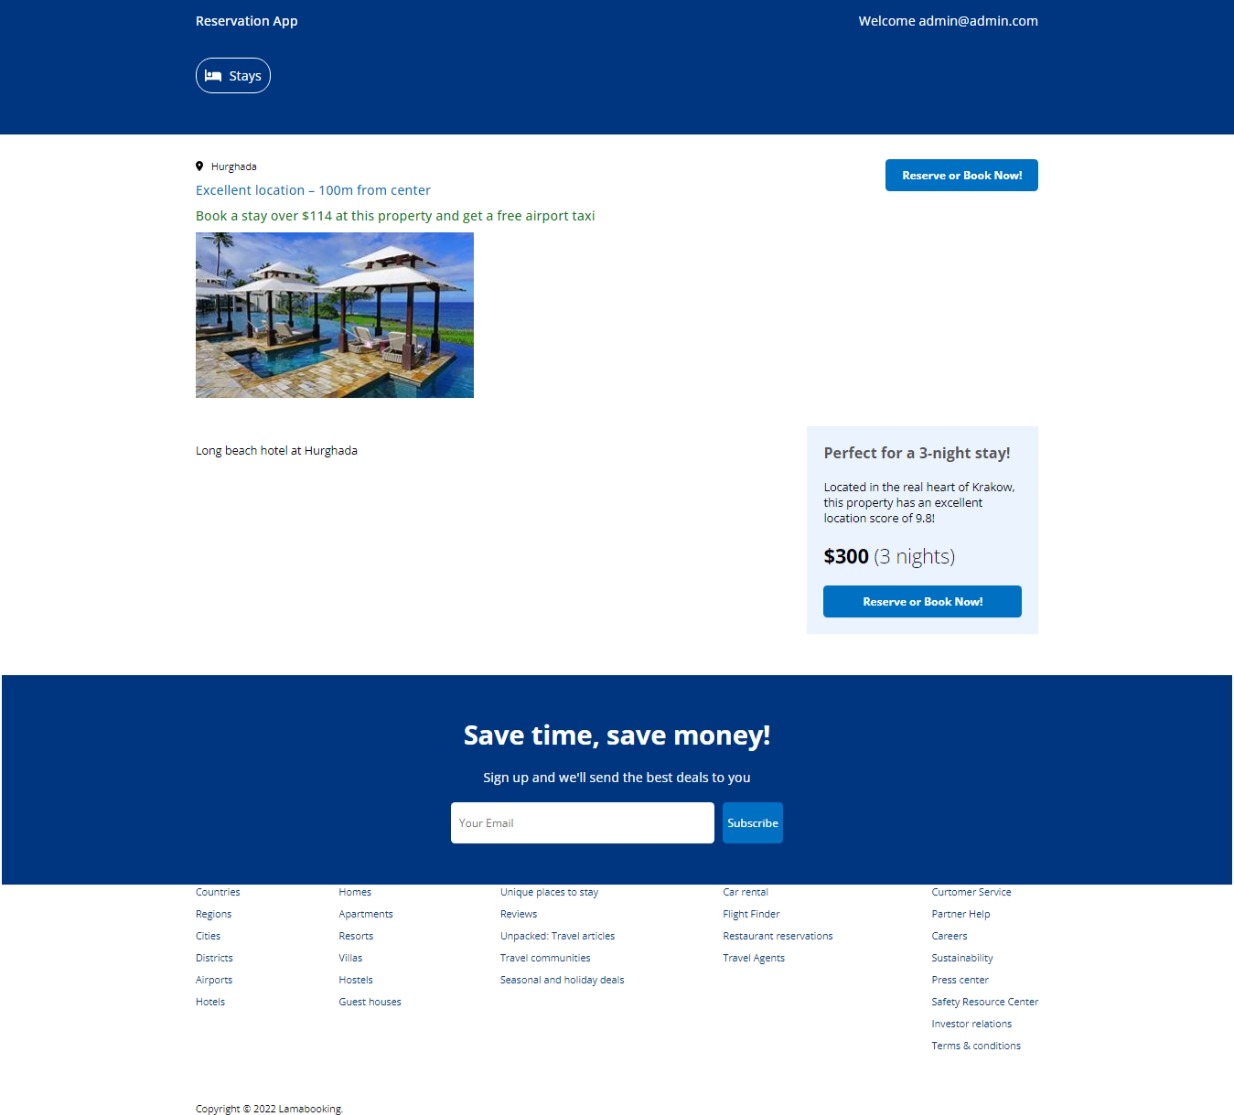 Reservation App
Welcome admin@admin.com
Stays
Hurghada
Reserve or Book Now!
Excellent location – 100m from center
Book a stay over $114 at this property and get a free airport taxi
Long beach hotel at Hurghada
Perfect for a 3-night stay!
Located in the real heart of Krakow,
this property has an excellent
location score of 9.8!
$300 (3 nights)
Reserve or Book Now!
Save time, save money!
Sign up and we'll send the best deals to you
Your Email
Subscribe
Countries
Regions
Cities
Districts
Airports
Hotels
Homes
Apartments
Resorts
Villas
Hostels
Guest houses
Unique places to stay
Reviews
Unpacked: Travel articles
Travel communities
Seasonal and holiday deals
Car rental
Flight Finder
Restaurant reservations
Travel Agents
Curtomer Service
Partner Help
Careers
Sustainability
Press center
Safety Resource Center
Investor relations
Terms & conditions
Copyright © 2022 Lamabooking.